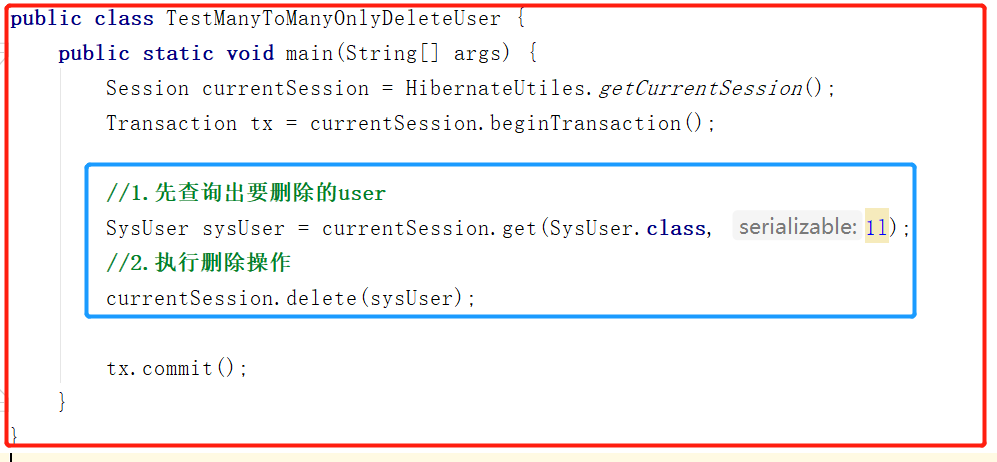 public class TestManyToManyOnlyDeleteUser {
public static void main(String[] args) {
Session currentSession = HibernateUtiles.getCurrentSession();
Transaction tx = currentSession.beginTransaction();
//1.先查询出要删除的user
SysUser sysUser = currentSession.get(SysUser.class, serializable: 1l);
//2.执行删除操作
currentSession.delete(sysUser);
tx.commit();
}
}